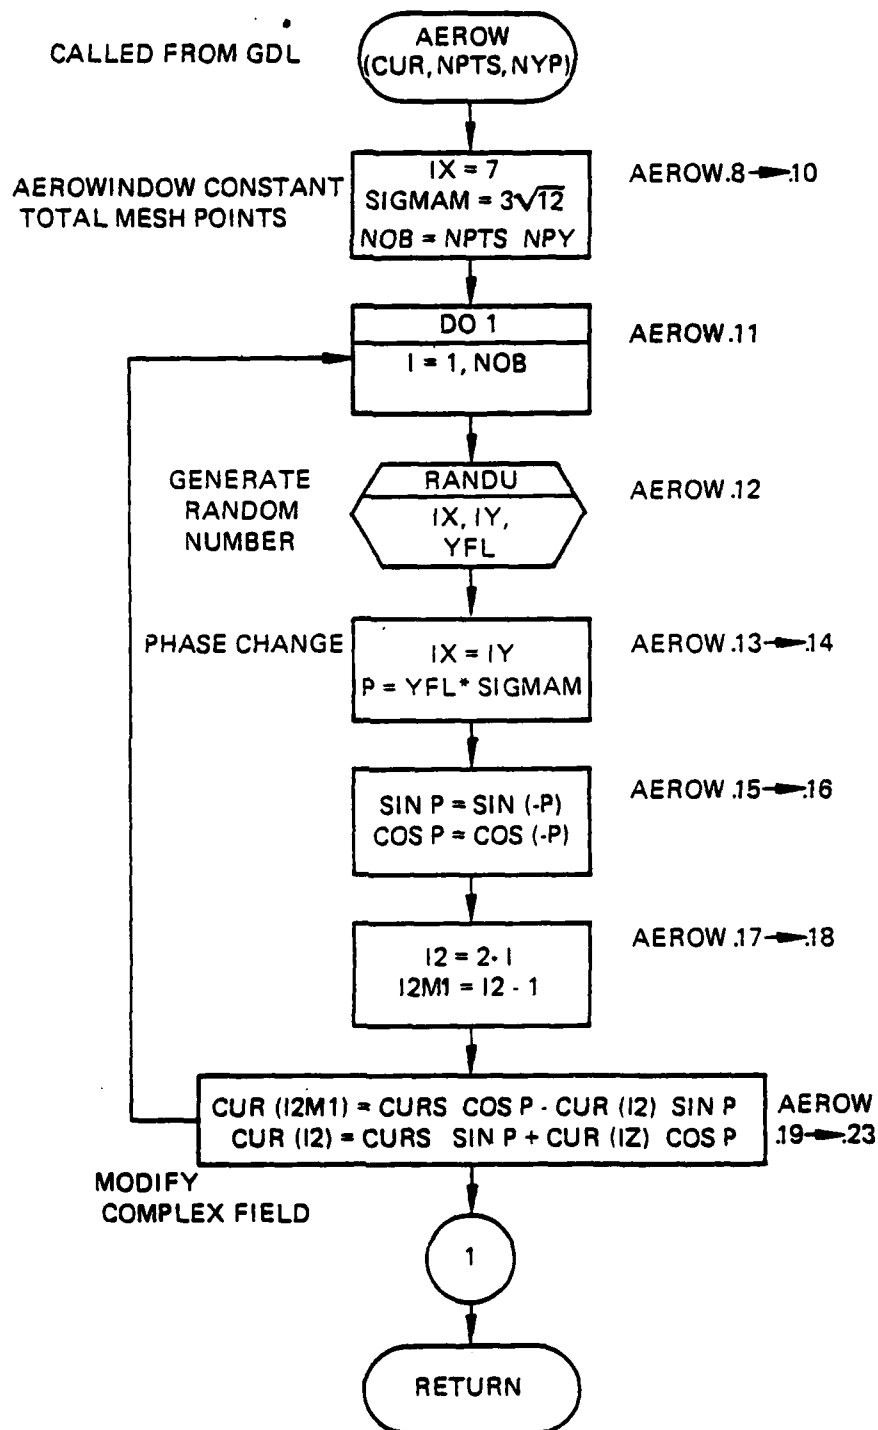 CALLED FROM GDL
AEROW
(CUR, NPTS, NYP)
AEROWINDOW CONSTANT
TOTAL MESH POINTS
IX = 7
SIGMAM = 3√12
NOB = NPTS NPY
AEROW.8→.10
DO 1
I = 1, NOB
AEROW.11
GENERATE
RANDOM
NUMBER
RANDU
IX, IY,
YFL
AEROW.12
PHASE CHANGE
IX = IY
P = YFL* SIGMAM
AEROW.13→.14
SIN P = SIN (-P)
COS P = COS (-P)
AEROW.15→.16
I2 = 2· I
I2M1 = I2 - 1
AEROW.17→.18
CUR (I2M1) = CURS COS P - CUR (I2) SIN P
CUR (I2) = CURS SIN P + CUR (IZ) COS P
AEROW
.19→.23
MODIFY
COMPLEX FIELD
1
RETURN